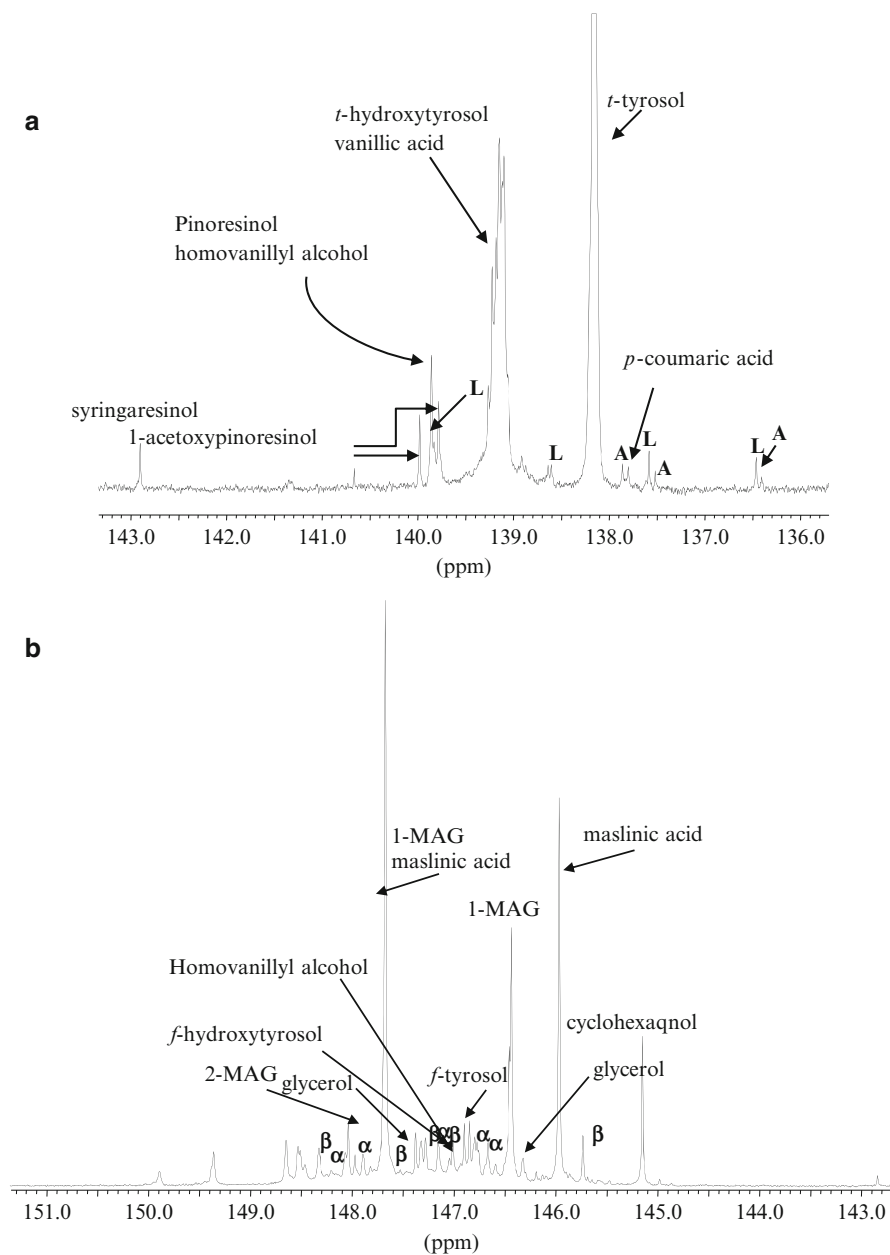 a
t-hydroxytyrosol
vanillic acid
t-tyrosol
Pinoresinol
homovanillyl alcohol
p-coumaric acid
L
syringaresinol
1-acetoxypinoresinol
L
A
L
A
L
A
143.0 142.0 141.0 140.0 139.0 138.0 137.0 136.0
(ppm)
b
1-MAG
maslinic acid
maslinic acid
1-MAG
Homovanillyl alcohol
f-hydroxytyrosol
cyclohexaqnol
2-MAG
glycerol
f-tyrosol
glycerol
β
α
α
β
β
α
β
α
α
β
151.0 150.0 149.0 148.0 147.0 146.0 145.0 144.0 143.0
(ppm)